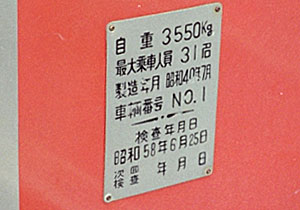 自重 3550Kg
最大乗車人員 31名
製造年月 昭和40年7月
車輌番号 NO.1
検査年月日
昭和58年6月25日
次回検査 年月日